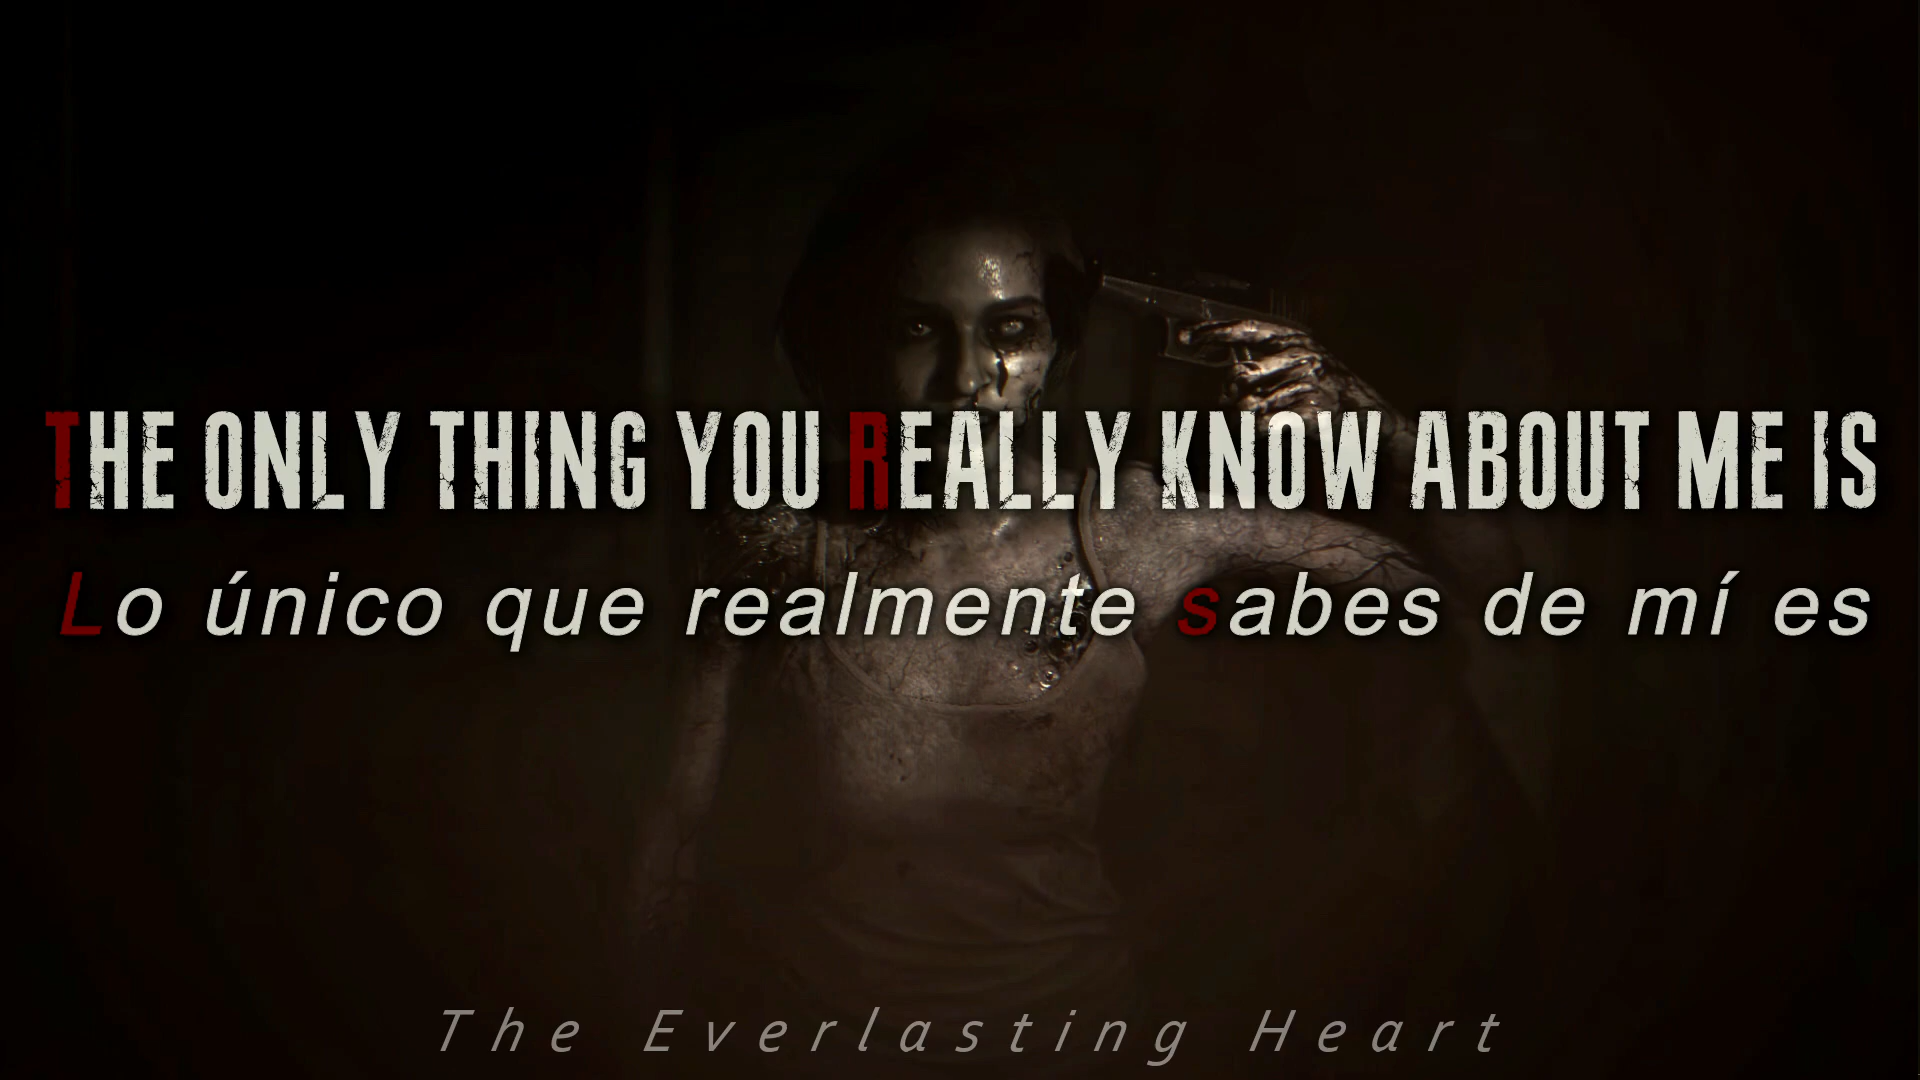 THE ONLY THING YOU REALLY KNOW ABOUT ME IS
Lo único que realmente sabes de mí es
The Everlasting Heart